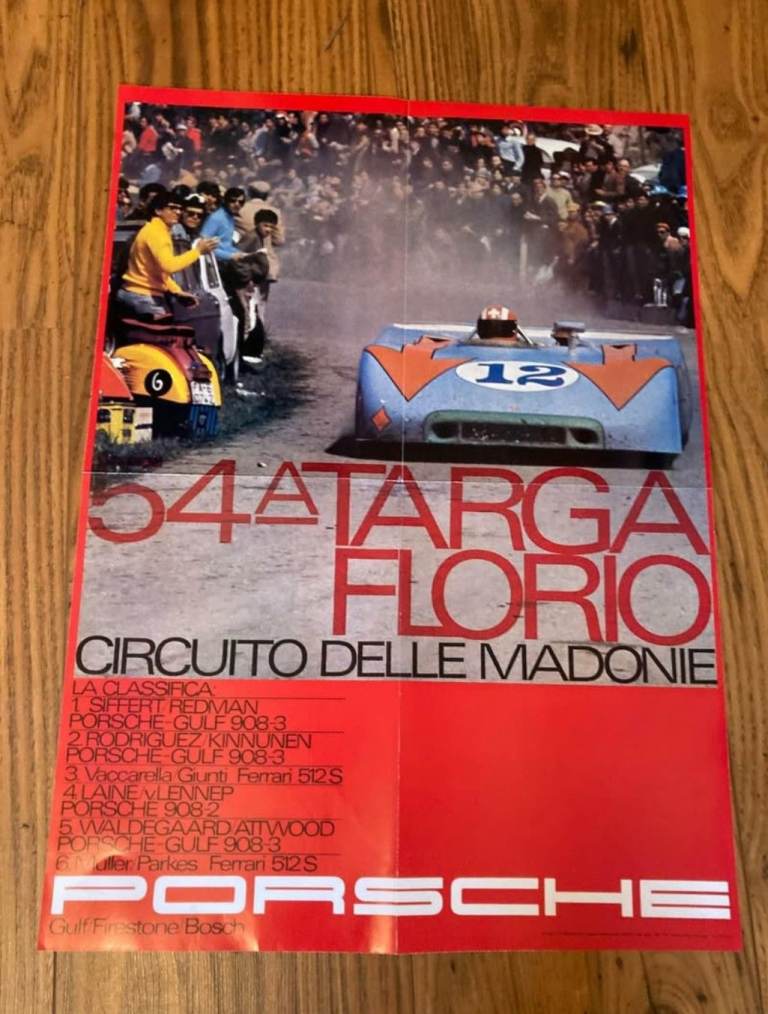 6
12
54A TARGA
FLORIO
CIRCUITO DELLE MADONIE
LA CLASSIFICA:
1. SIFFERT REDMAN
PORSCHE-GULF 908-3
2. RODRIGUEZ/KINNUNEN
PORSCHE-GULF 908-3
3. Vaccarella Giunti Ferrari 512 S
4. LAINE/v.LENNEP
PORSCHE 908-2
5. WALDEGAARD/ATTWOOD
PORSCHE-GULF 908-3
6. Müller/Parkes Ferrari 512 S
PORSCHE
Gulf/Firestone/Bosch